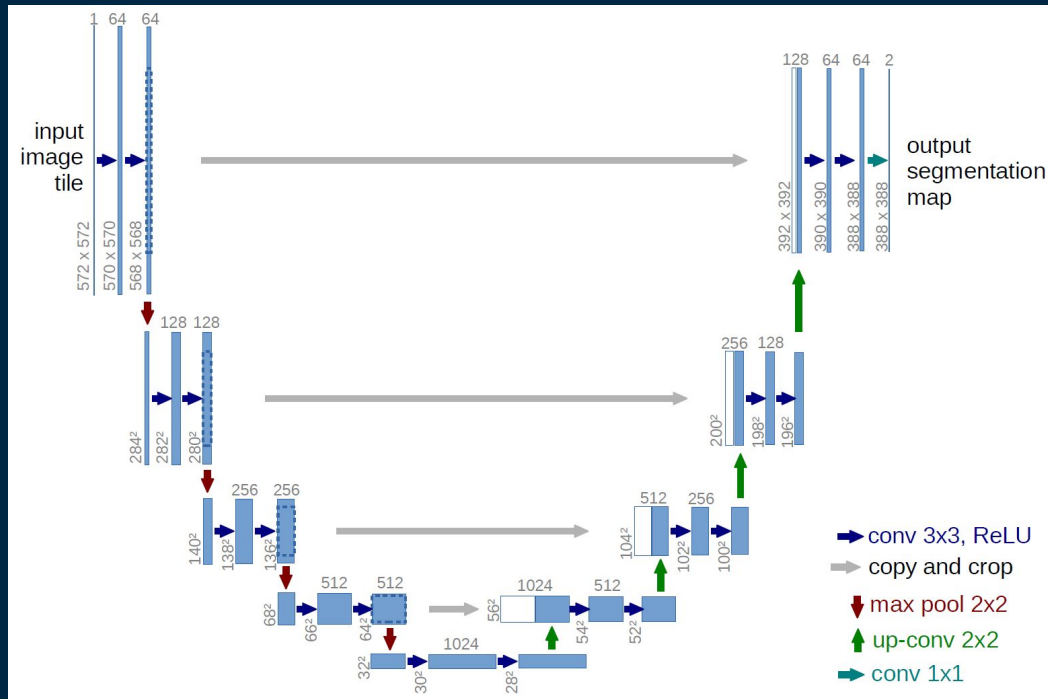 1 64 64
input
image
tile
572 x 572
570 x 570
568 x 568
128 64 64 2
output
segmentation
map
392 x 392
390 x 390
388 x 388
388 x 388
128 128
284²
282²
280²
256 128
200²
198²
196²
256 256
140²
138²
136²
512 256
104²
102²
100²
512 512
68²
66²
64²
1024 512
56²
54²
52²
1024
32²
30²
28²
conv 3x3, ReLU
copy and crop
max pool 2x2
up-conv 2x2
conv 1x1